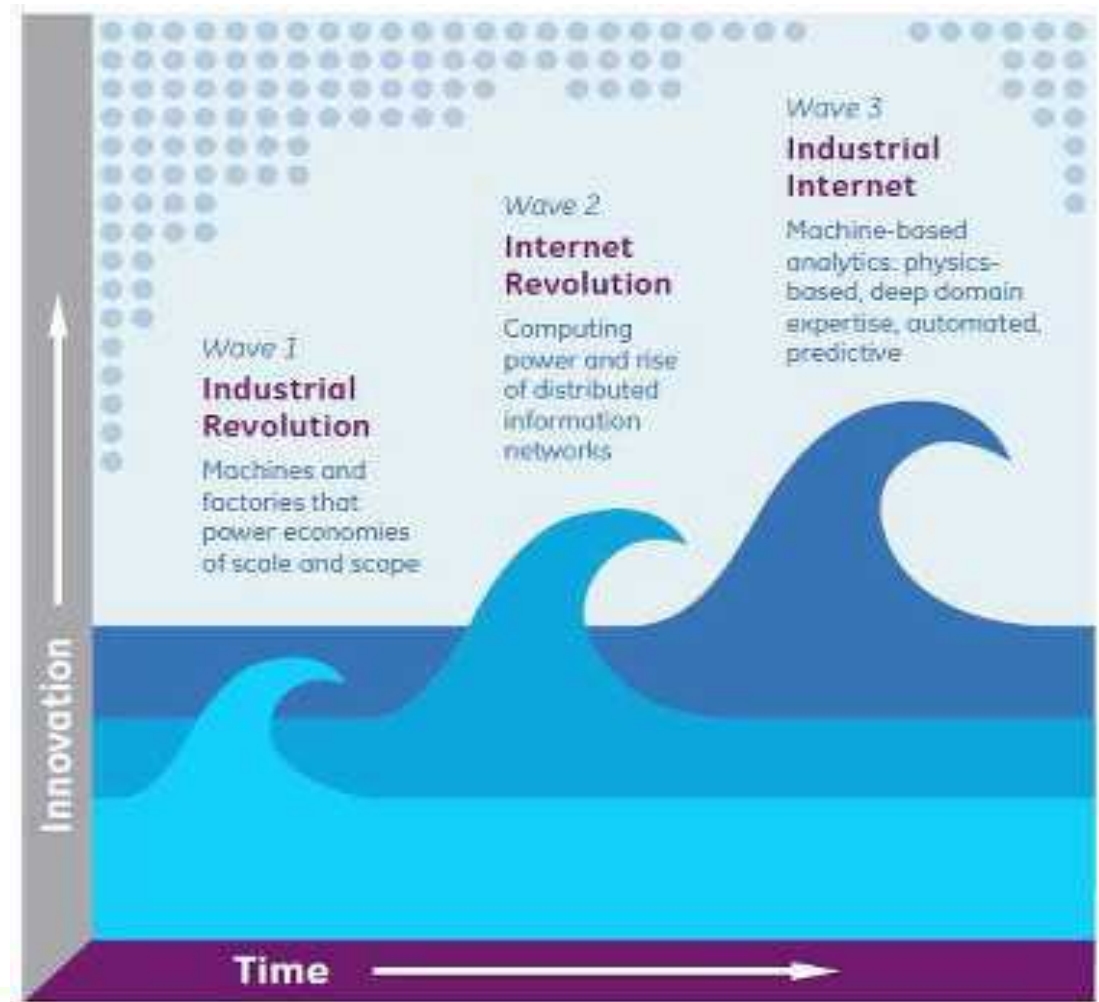 Wave 1
Industrial
Revolution
Machines and
factories that
power economies
of scale and scope
Wave 2
Internet
Revolution
Computing
power and rise
of distributed
information
networks
Wave 3
Industrial
Internet
Machine-based
analytics: physics-
based, deep domain
expertise, automated,
predictive
Innovation
Time